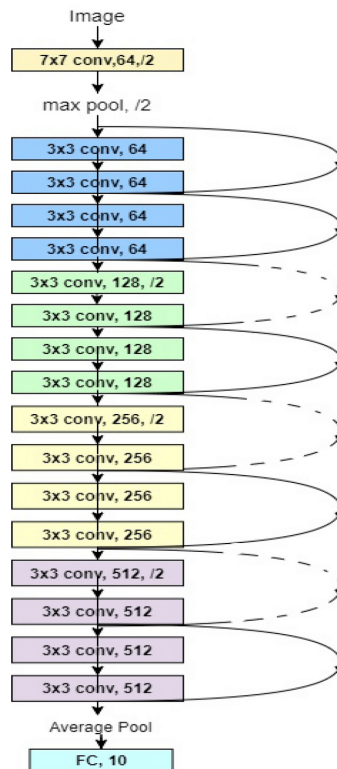 Image
7x7 conv,64,/2
max pool, /2
3x3 conv, 64
3x3 conv, 64
3x3 conv, 64
3x3 conv, 64
3x3 conv, 128, /2
3x3 conv, 128
3x3 conv, 128
3x3 conv, 128
3x3 conv, 256, /2
3x3 conv, 256
3x3 conv, 256
3x3 conv, 256
3x3 conv, 512, /2
3x3 conv, 512
3x3 conv, 512
3x3 conv, 512
Average Pool
FC, 10